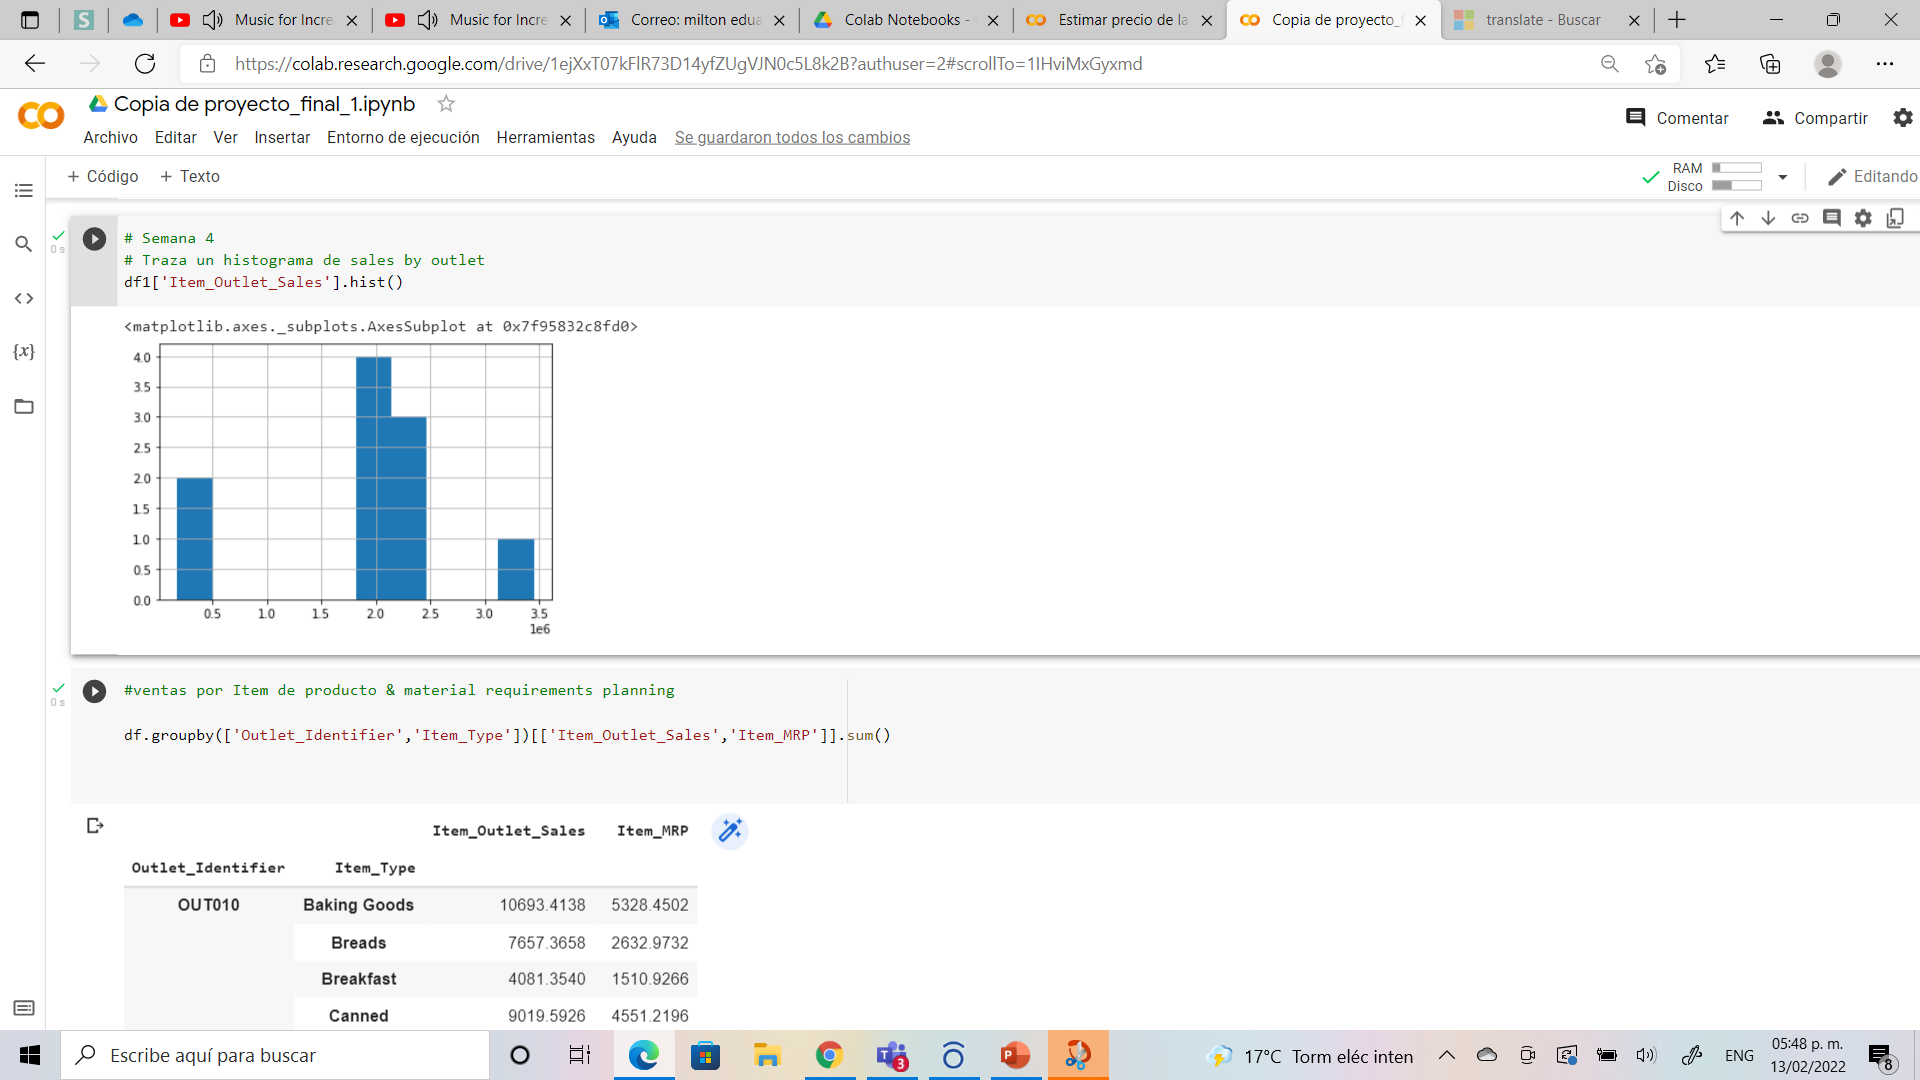 Music for Incre
Music for Incre
Correo: milton edua
Colab Notebooks -
Estimar precio de la
Copia de proyecto_f
translate - Buscar
https://colab.research.google.com/drive/1ejXxT07kFlR73D14yfZUgVJN0c5L8k2B?authuser=2#scrollTo=1IHviMxGyxmd
Copia de proyecto_final_1.ipynb
Comentar
Compartir
Archivo Editar Ver Insertar Entorno de ejecución Herramientas Ayuda Se guardaron todos los cambios
+ Código + Texto
RAM
Disco
Editando
0 s
# Semana 4
# Traza un histograma de sales by outlet
df1['Item_Outlet_Sales'].hist()
<matplotlib.axes._subplots.AxesSubplot at 0x7f95832c8fd0>
4.0
3.5
3.0
2.5
2.0
1.5
1.0
0.5
0.0
0.5 1.0 1.5 2.0 2.5 3.0 3.5
1e6
0 s
#ventas por Item de producto & material requirements planning
df.groupby(['Outlet_Identifier','Item_Type'])[['Item_Outlet_Sales','Item_MRP']].sum()
Item_Outlet_Sales Item_MRP
Outlet_Identifier Item_Type
OUT010 Baking Goods 10693.4138 5328.4502
Breads 7657.3658 2632.9732
Breakfast 4081.3540 1510.9266
Canned 9019.5926 4551.2196
Escribe aquí para buscar
3
17°C Torm eléc inten
ENG
05:48 p. m.
13/02/2022
8